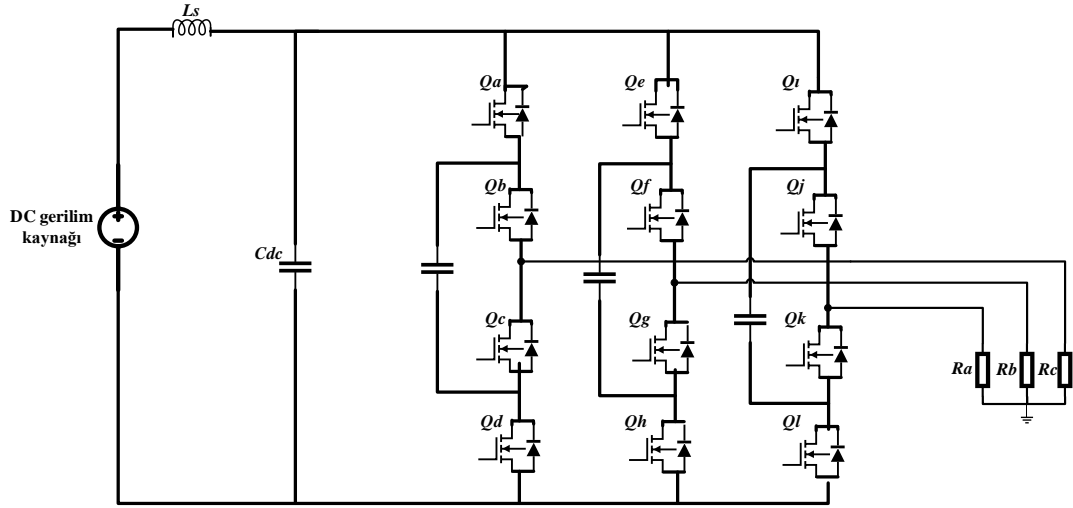 Ls
Qa
Qe
Qı
Qb
Qf
Qj
DC gerilim
kaynağı
Cdc
Qc
Qg
Qk
Ra
Rb
Rc
Qd
Qh
Ql